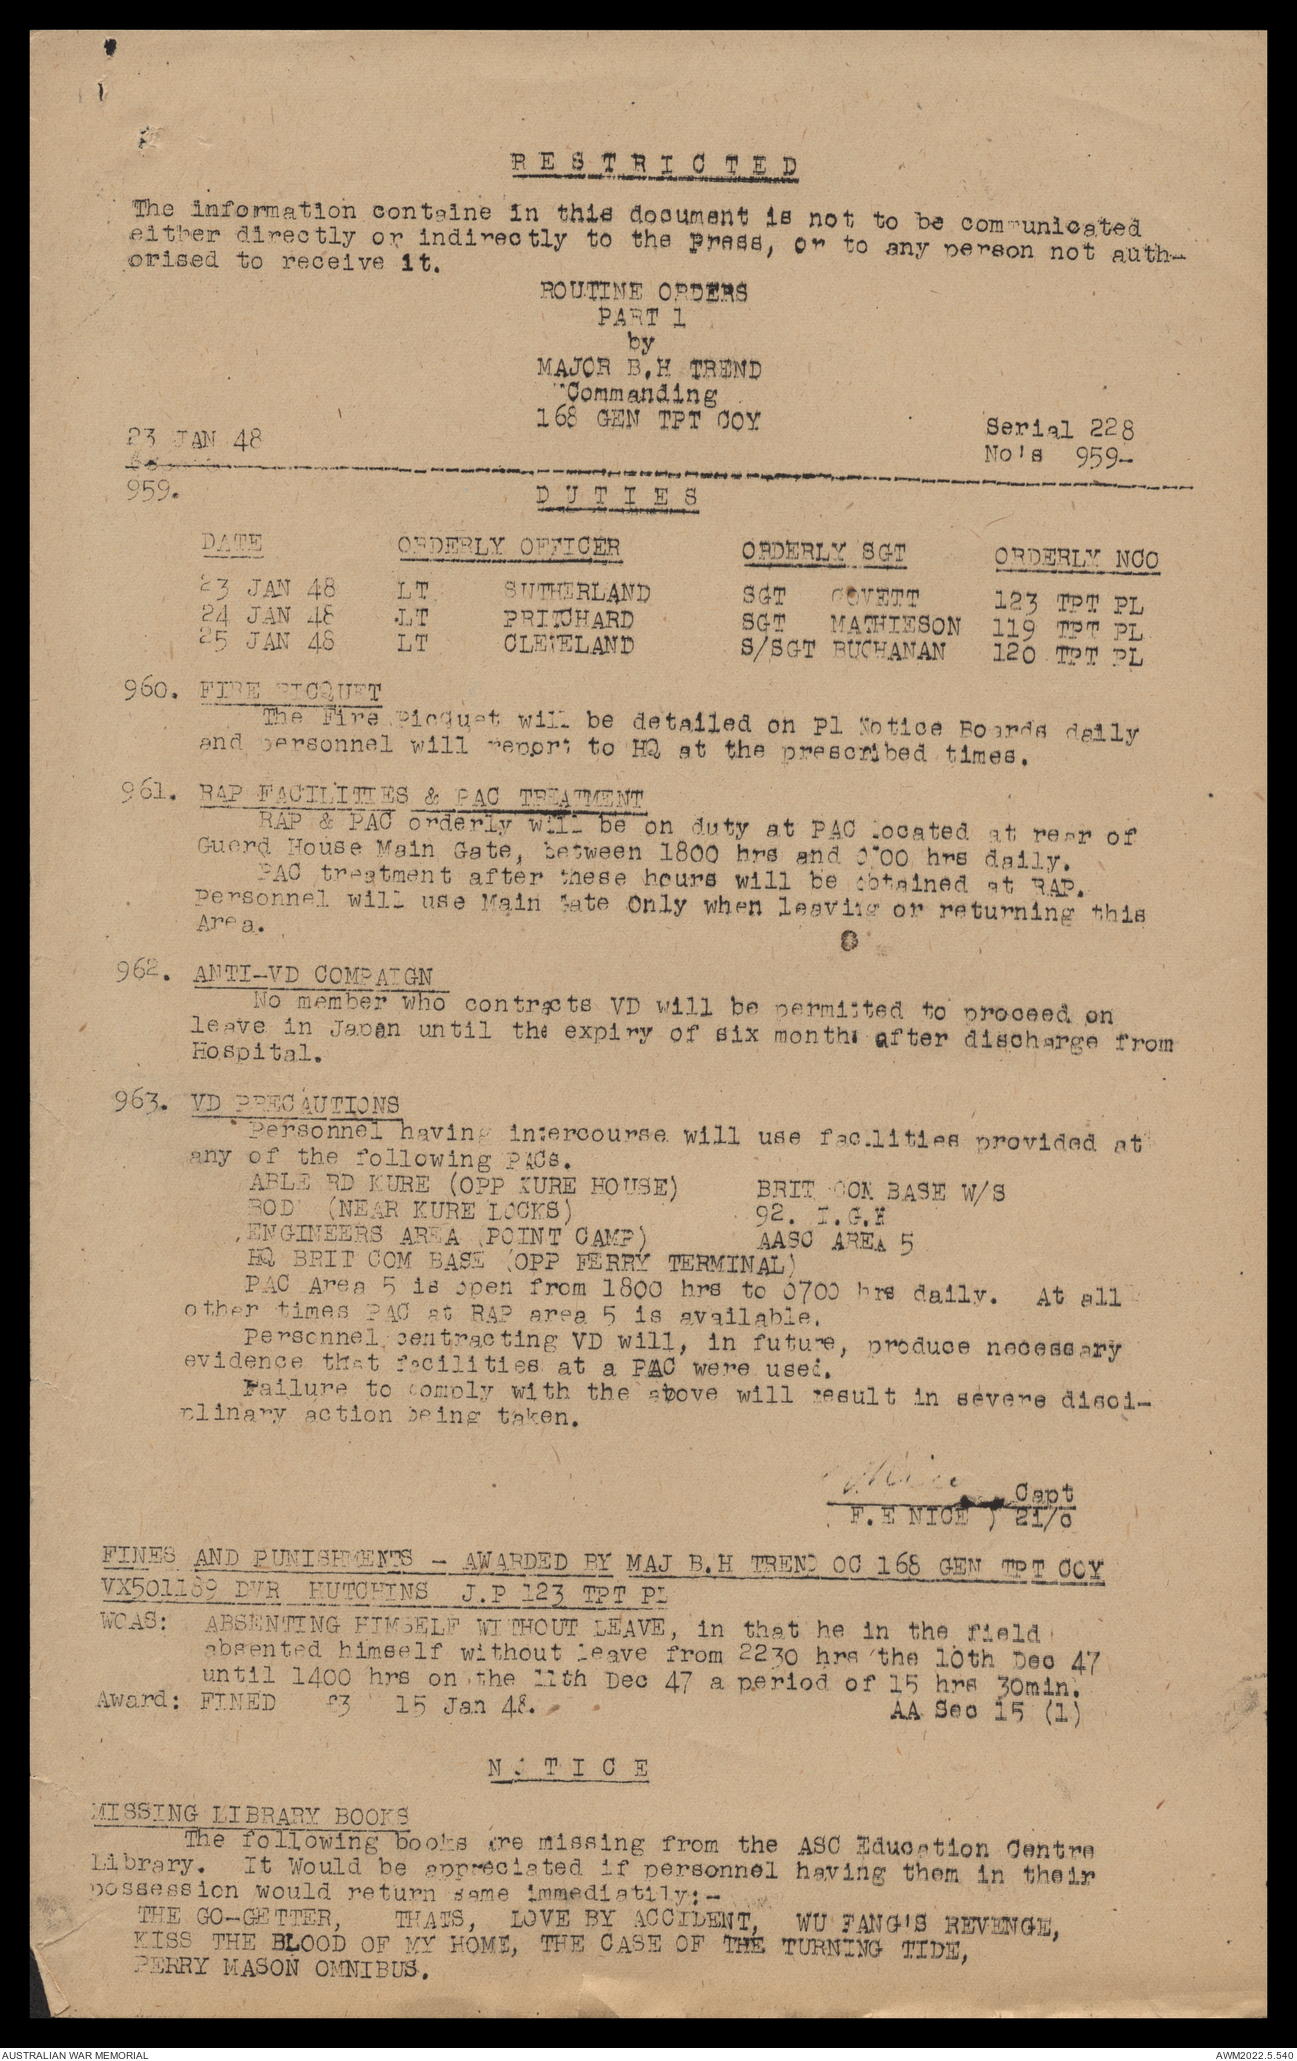 R E S T R I C T E D
The information containe in this document is not to be communicated
either directly or indirectly to the press, or to any person not auth-
orised to receive it.
ROUTINE ORDERS
PART 1
by
MAJOR B.H TREND
Commanding
168 GEN TPT COY
23 JAN 48 Serial 228
No's 959-
959. D U T I E S
DATE ORDERLY OFFICER ORDERLY SGT ORDERLY NCO
23 JAN 48 LT SUTHERLAND SGT COVETT 123 TPT PL
24 JAN 48 LT PRITCHARD SGT MATHIESON 119 TPT PL
25 JAN 48 LT CLEVELAND S/SGT BUCHANAN 120 TPT PL
960. FIRE PICQUET
The Fire Picquet will be detailed on Pl Notice Boards daily
and personnel will report to HQ at the prescribed times.
961. RAP FACILITIES & PAC TREATMENT
RAP & PAC orderly will be on duty at PAC located at rear of
Guard House Main Gate, between 1800 hrs and 0700 hrs daily.
PAC treatment after these hours will be obtained at RAP.
Personnel will use Main Gate Only when leaving or returning this
Area.
962. ANTI-VD COMPAIGN
No member who contracts VD will be permitted to proceed on
leave in Japan until the expiry of six months after discharge from
Hospital.
963. VD PRECAUTIONS
Personnel having intercourse will use facilities provided at
any of the following PACs.
ABLE RD KURE (OPP KURE HOUSE) BRIT COM BASE W/S
BOD (NEAR KURE LOCKS) 92. I.G.H
ENGINEERS AREA (POINT CAMP) AASC AREA 5
HQ BRIT COM BASE (OPP FERRY TERMINAL)
PAC Area 5 is open from 1800 hrs to 0700 hrs daily. At all
other times PAC at RAP area 5 is available.
Personnel contracting VD will, in future, produce necessary
evidence that facilities at a PAC were used.
Failure to comply with the above will result in severe disci-
plinary action being taken.
Capt
F.E NICE ) 2i/c
FINES AND PUNISHMENTS - AWARDED BY MAJ B.H TREND OC 168 GEN TPT COY
VX501189 DVR HUTCHINS J.P 123 TPT PL
WOAS: ABSENTING HIMSELF WITHOUT LEAVE, in that he in the field
absented himself without leave from 2230 hrs the 10th Dec 47
until 1400 hrs on the 11th Dec 47 a period of 15 hrs 30min.
Award: FINED £3 15 Jan 48. AA Sec 15 (1)
N O T I C E
MISSING LIBRARY BOOKS
The following books are missing from the ASC Education Centre
Library. It Would be appreciated if personnel having them in their
possession would return same immediatily:-
THE GO-GETTER, THATS, LOVE BY ACCIDENT, WU FANG'S REVENGE,
KISS THE BLOOD OF MY HOME, THE CASE OF THE TURNING TIDE,
PERRY MASON OMNIBUS.
AUSTRALIAN WAR MEMORIAL AWM2022.5.540